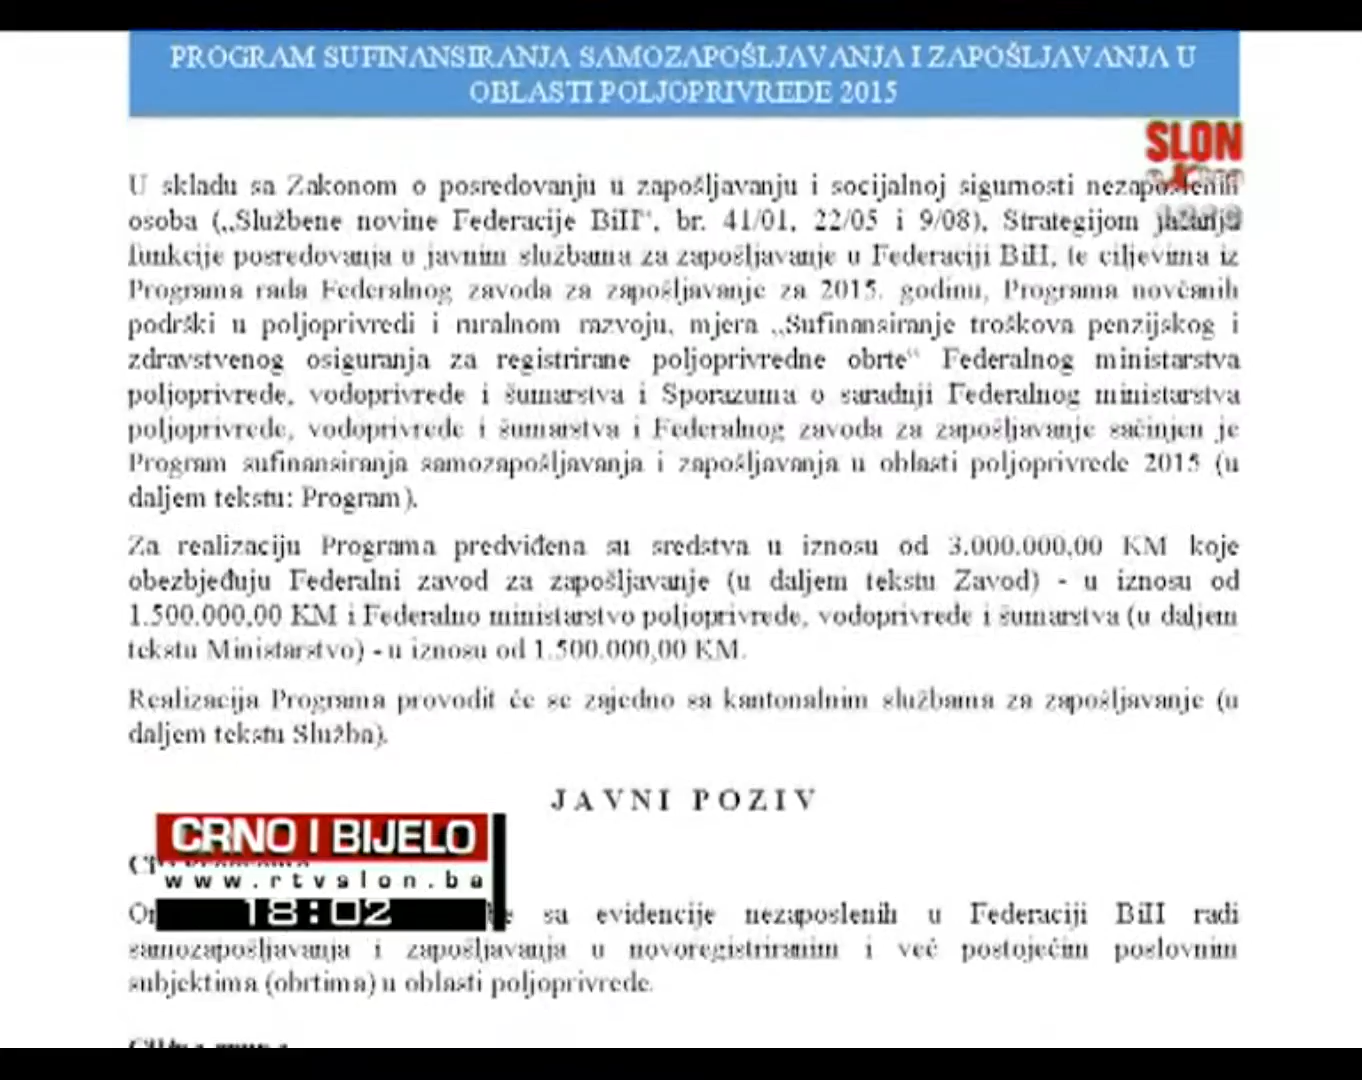 PROGRAM SUFINANSIRANJA SAMOZAPOŠLJAVANJA I ZAPOŠLJAVANJA U
OBLASTI POLJOPRIVREDE 2015
SLON
U skladu sa Zakonom o posredovanju u zapošljavanju i socijalnoj sigurnosti nezaposlenih
osoba („Službene novine Federacije BiH“, br. 41/01, 22/05 i 9/08), Strategijom jačanja
funkcije posredovanja u javnim službama za zapošljavanje u Federaciji BiH, te ciljevima iz
Programa rada Federalnog zavoda za zapošljavanje za 2015. godinu, Programa novčanih
podrški u poljoprivredi i ruralnom razvoju, mjera „Sufinansiranje troškova penzijskog i
zdravstvenog osiguranja za registrirane poljoprivredne obrte“ Federalnog ministarstva
poljoprivrede, vodoprivrede i šumarstva i Sporazuma o saradnji Federalnog ministarstva
poljoprivrede, vodoprivrede i šumarstva i Federalnog zavoda za zapošljavanje sačinjen je
Program sufinansiranja samozapošljavanja i zapošljavanja u oblasti poljoprivrede 2015 (u
daljem tekstu: Program).
Za realizaciju Programa predviđena su sredstva u iznosu od 3.000.000,00 KM koje
obezbjeđuju Federalni zavod za zapošljavanje (u daljem tekstu Zavod) - u iznosu od
1.500.000,00 KM i Federalno ministarstvo poljoprivrede, vodoprivrede i šumarstva (u daljem
tekstu Ministarstvo) - u iznosu od 1.500.000,00 KM.
Realizacija Programa provodit će se zajedno sa kantonalnim službama za zapošljavanje (u
daljem tekstu Služba).
JAVNI POZIV
CRNO I BIJELO
www.rtvslon.ba
18:02
sa evidencije nezaposlenih u Federaciji BiH radi
samozapošljavanja i zapošljavanja u novoregistriranim i već postojećim poslovnim
subjektima (obrtima) u oblasti poljoprivrede.